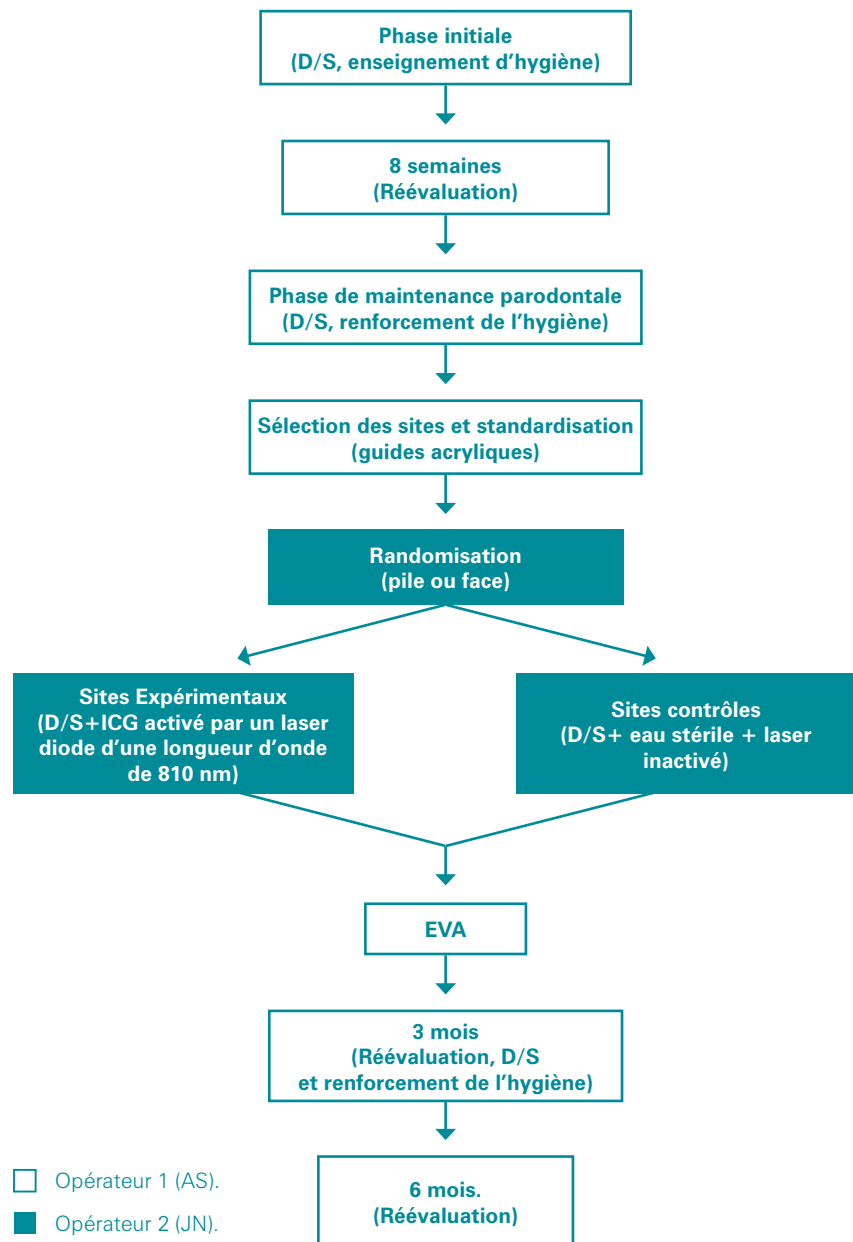 Phase initiale
(D/S, enseignement d'hygiène)
8 semaines
(Réévaluation)
Phase de maintenance parodontale
(D/S, renforcement de l'hygiène)
Sélection des sites et standardisation
(guides acryliques)
Randomisation
(pile ou face)
Sites Expérimentaux
(D/S+ICG activé par un laser
diode d'une longueur d'onde
de 810 nm)
Sites contrôles
(D/S+ eau stérile + laser
inactivé)
EVA
3 mois
(Réévaluation, D/S
et renforcement de l'hygiène)
6 mois.
(Réévaluation)
Opérateur 1 (AS).
Opérateur 2 (JN).